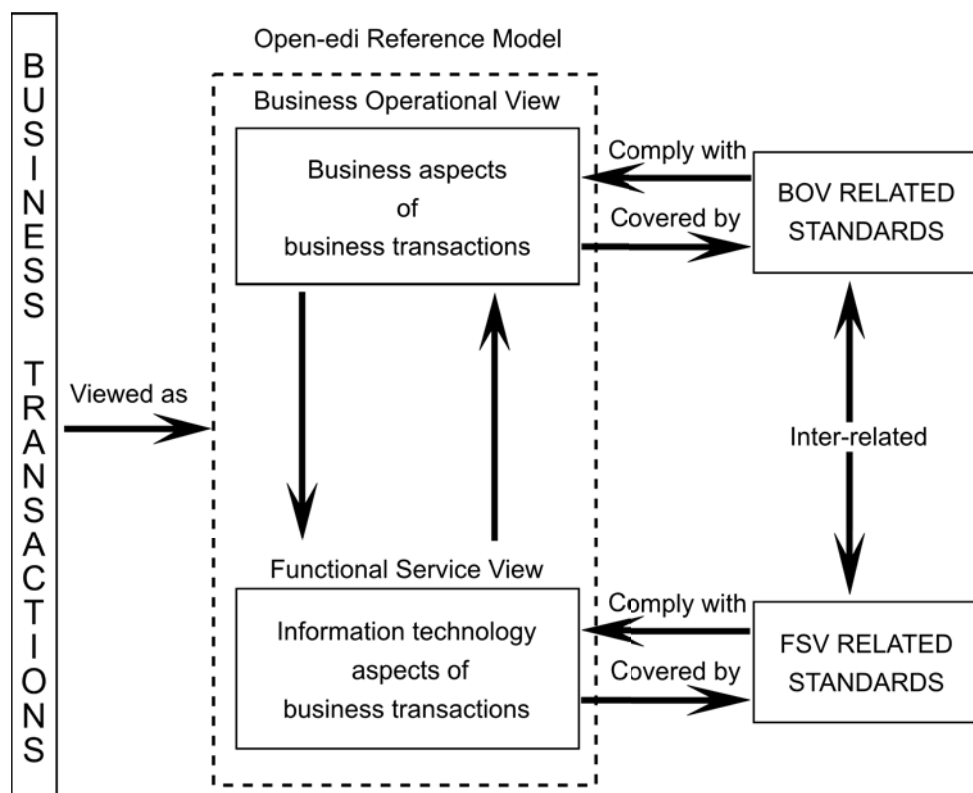 BUSINESS TRANSACTIONS
Open-edi Reference Model
Business Operational View
Business aspects
of
business transactions
Comply with
Covered by
BOV RELATED
STANDARDS
Viewed as
Inter-related
Functional Service View
Information technology
aspects of
business transactions
Comply with
Covered by
FSV RELATED
STANDARDS